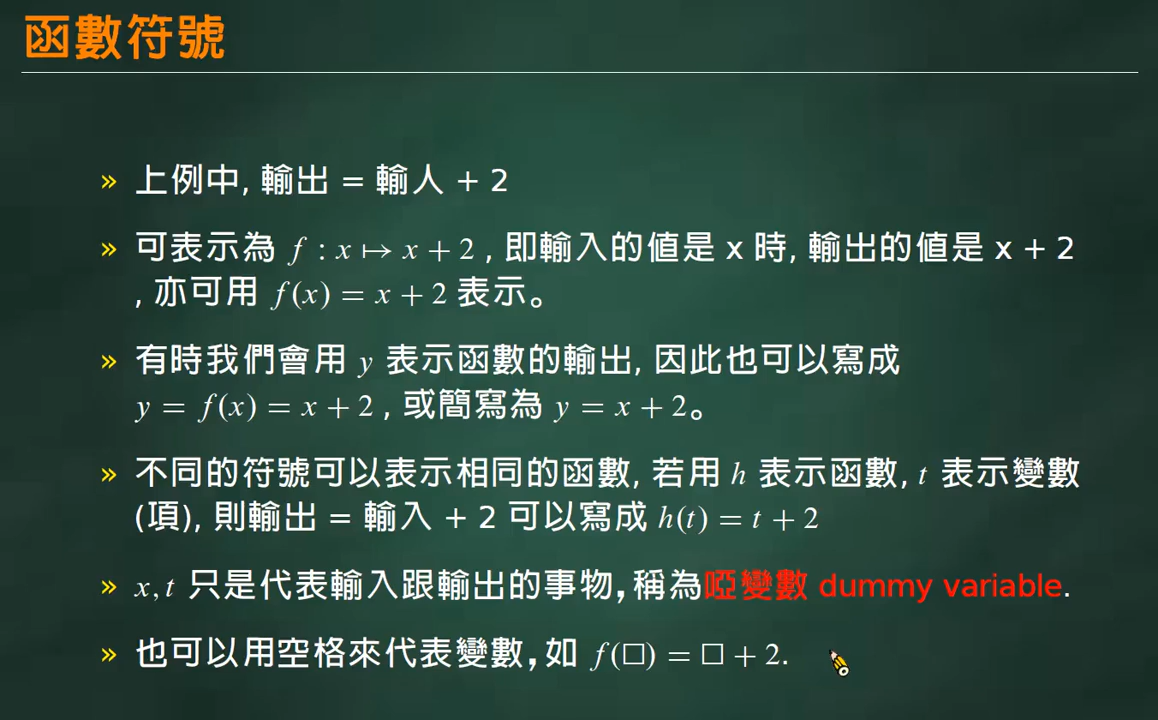 函數符號
» 上例中, 輸出 = 輸人 + 2
» 可表示為 f : x ↦ x + 2 , 即輸入的值是 x 時, 輸出的值是 x + 2
, 亦可用 f(x) = x + 2 表示。
» 有時我們會用 y 表示函數的輸出, 因此也可以寫成
y = f(x) = x + 2 , 或簡寫為 y = x + 2。
» 不同的符號可以表示相同的函數, 若用 h 表示函數, t 表示變數
(項), 則輸出 = 輸入 + 2 可以寫成 h(t) = t + 2
» x, t 只是代表輸入跟輸出的事物，稱為啞變數 dummy variable.
» 也可以用空格來代表變數，如 f(□) = □ + 2.